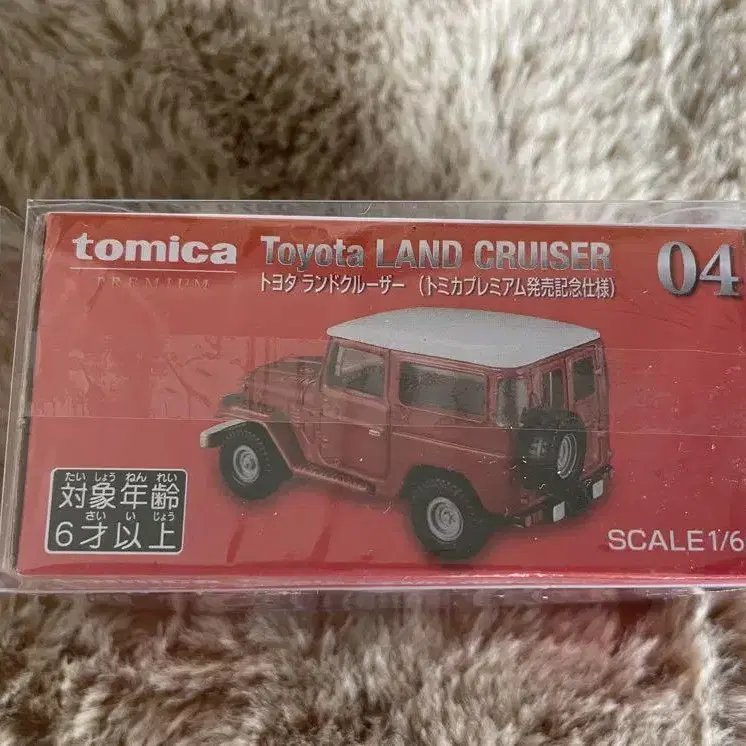 tomica
PREMIUM
Toyota LAND CRUISER
トヨタ ランドクルーザー (トミカプレミアム発売記念仕様)
04
たい しょう ねん れい
対象年齢
さい い じょう
6才以上
SCALE1/6